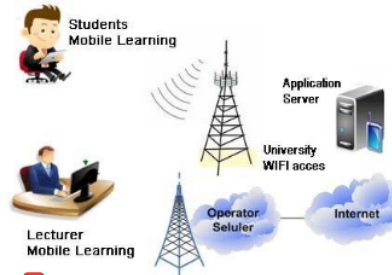 Students
Mobile Learning
Application
Server
University
WIFI acces
Operator
Seluler
Internet
Lecturer
Mobile Learning